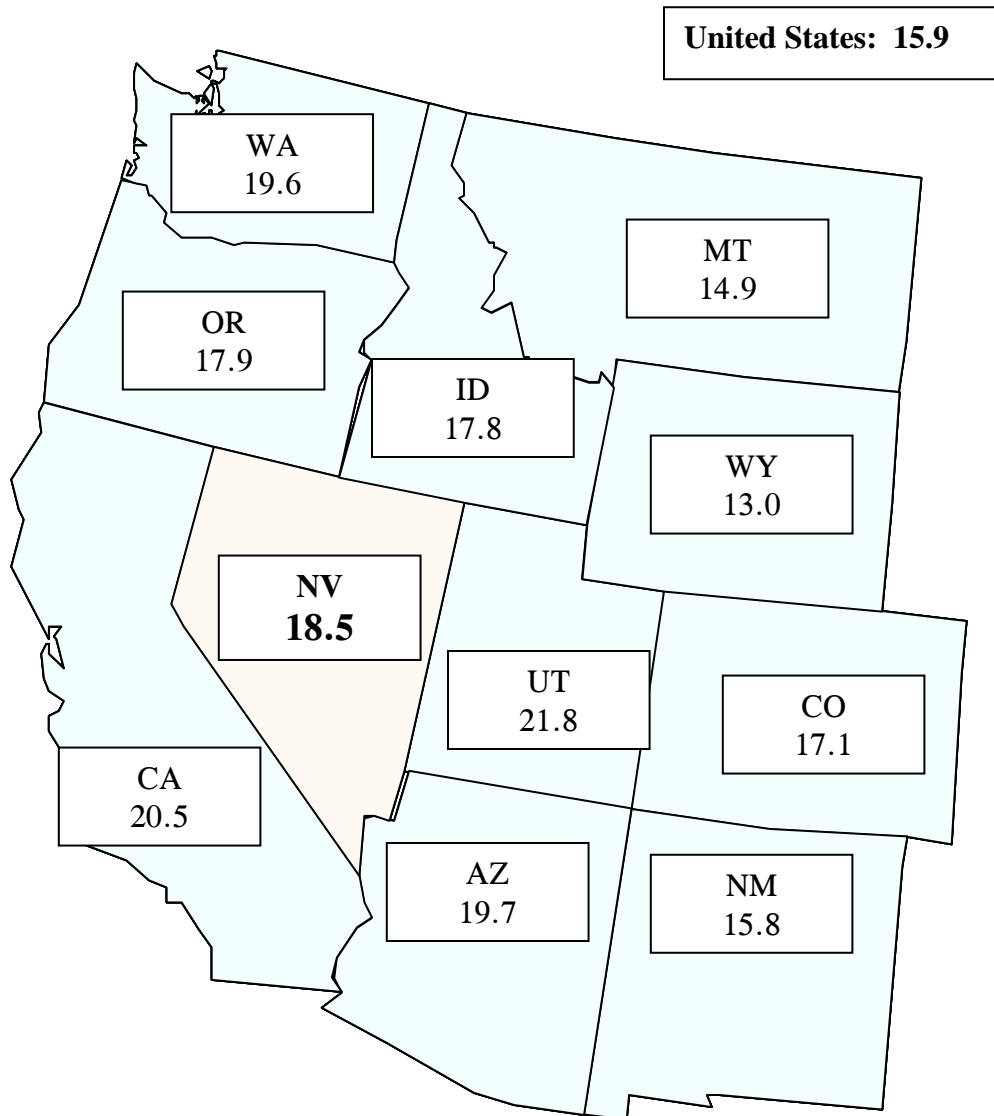 United States: 15.9
WA
19.6
MT
14.9
OR
17.9
ID
17.8
WY
13.0
NV
18.5
UT
21.8
CO
17.1
CA
20.5
AZ
19.7
NM
15.8